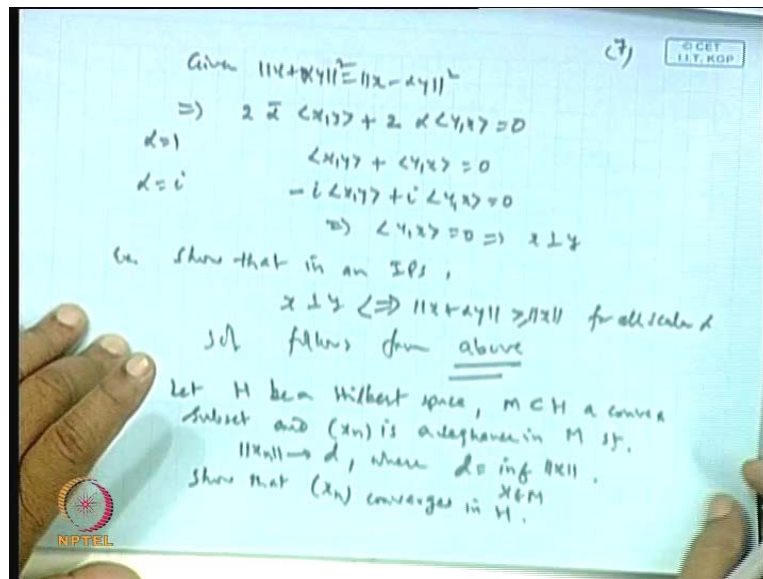 (7)
© CET
I.I.T. KGP
Given ||x+αy||² = ||x-αy||²
=) 2 ᾱ <x,y> + 2 α <y,x> = 0
α=1 <x,y> + <y,x> = 0
α=i - i <x,y> + i <y,x> = 0
=) <y,x> = 0 =) x ⊥ y
Ex. Show that in an IPS,
x ⊥ y <=> ||x+αy|| ≥ ||x|| for all scalar α
Sol follows from above
Let H be a Hilbert space, M ⊂ H a convex
subset and (xn) is a sequence in M st.
||xn|| → d, where d = inf ||x||.
x∈M
Show that (xn) converges in H.
NPTEL